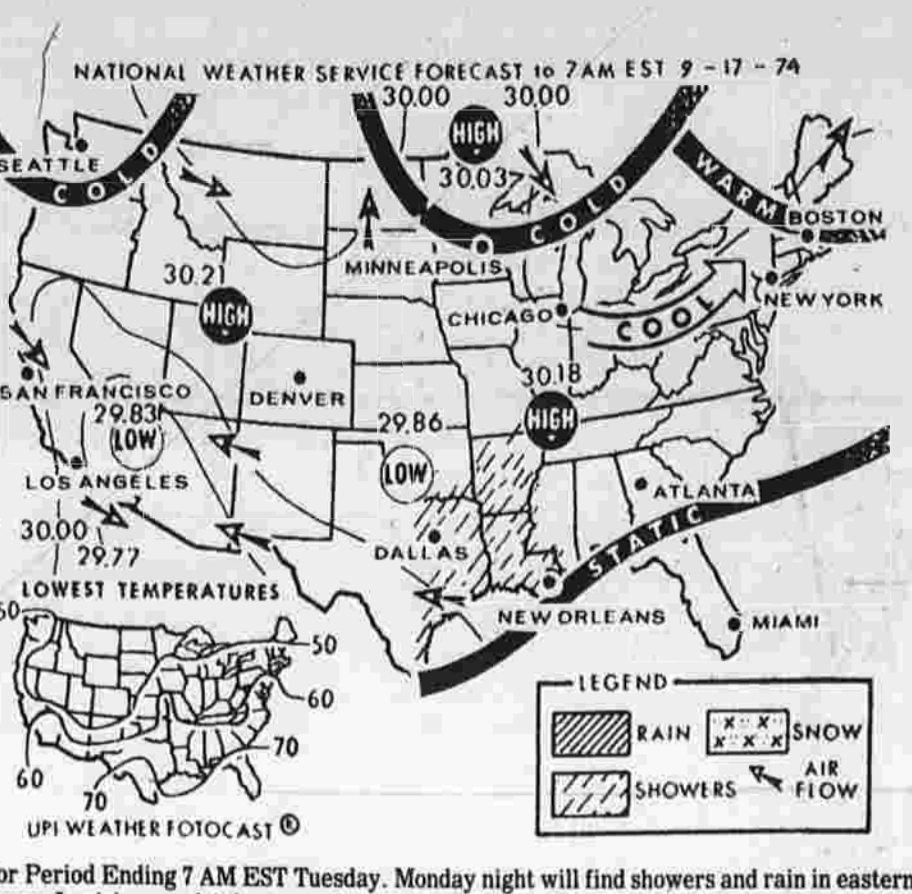 NATIONAL WEATHER SERVICE FORECAST to 7AM EST 9 - 17 - 74
30.00
30.00
HIGH
30.03
SEATTLE
COLD
COLD
WARM
BOSTON
MINNEAPOLIS
30.21
HIGH
NEW YORK
CHICAGO
COOL
SAN FRANCISCO
DENVER
30.18
HIGH
29.83
LOW
29.86
LOW
LOS ANGELES
ATLANTA
STATIC
30.00
29.77
DALLAS
LOWEST TEMPERATURES
NEW ORLEANS
MIAMI
50
60
70
60
70
LEGEND
RAIN
SNOW
SHOWERS
AIR
FLOW
UPI WEATHER FOTOCAST ®
or Period Ending 7 AM EST Tuesday. Monday night will find showers and rain in eastern